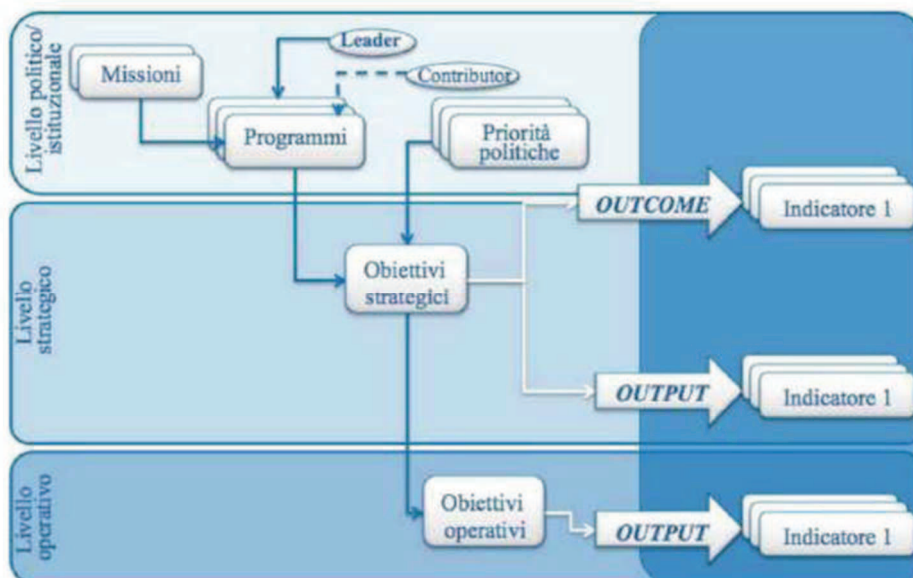 Livello politico/
istituzionale
Missioni
Leader
Contributor
Programmi
Priorità
politiche
OUTCOME
Indicatore 1
Livello
strategico
Obiettivi
strategici
OUTPUT
Indicatore 1
Livello
operativo
Obiettivi
operativi
OUTPUT
Indicatore 1